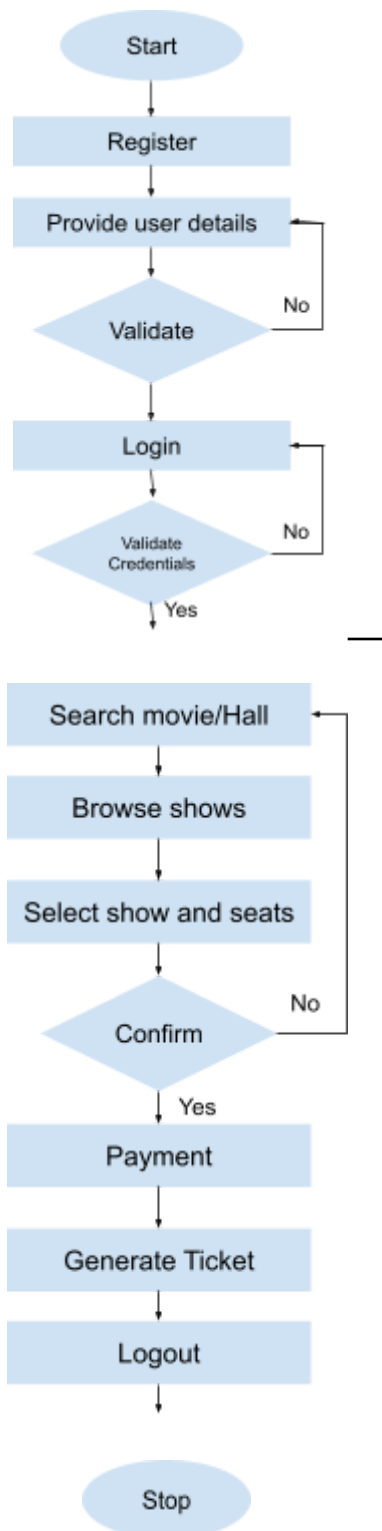 Start
Register
Provide user details
No
Validate
Login
No
Validate
Credentials
Yes
Search movie/Hall
Browse shows
Select show and seats
No
Confirm
Yes
Payment
Generate Ticket
Logout
Stop